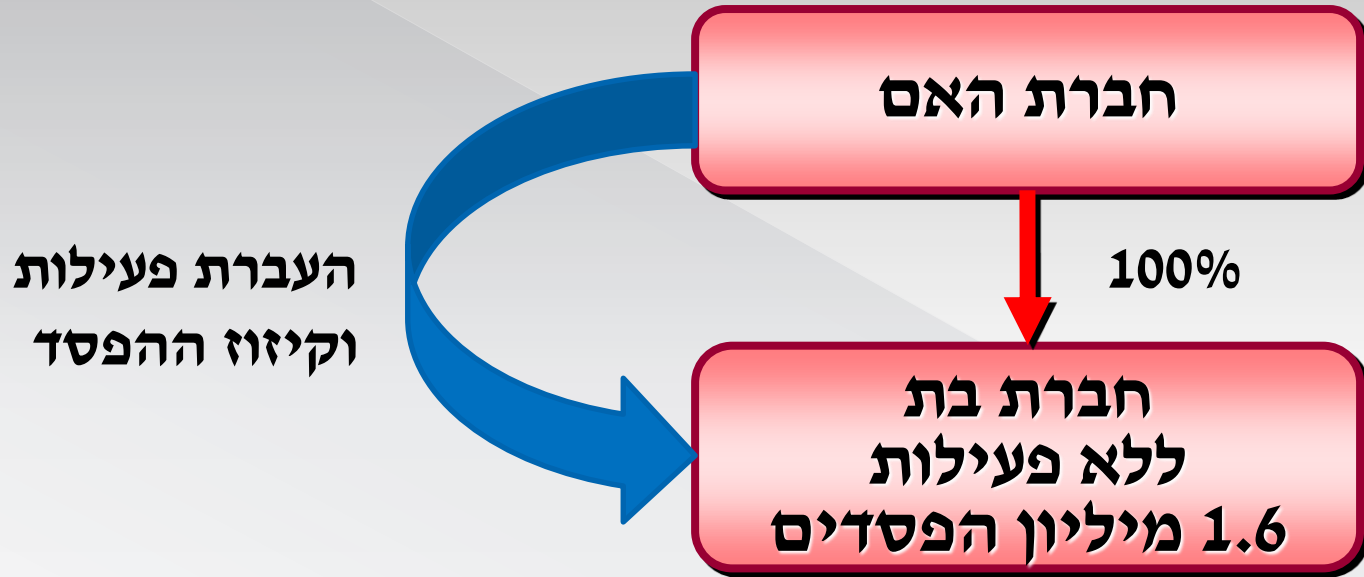 חברת האם
100%
העברת פעילות
וקיזוז ההפסד
חברת בת
ללא פעילות
1.6 מיליון הפסדים